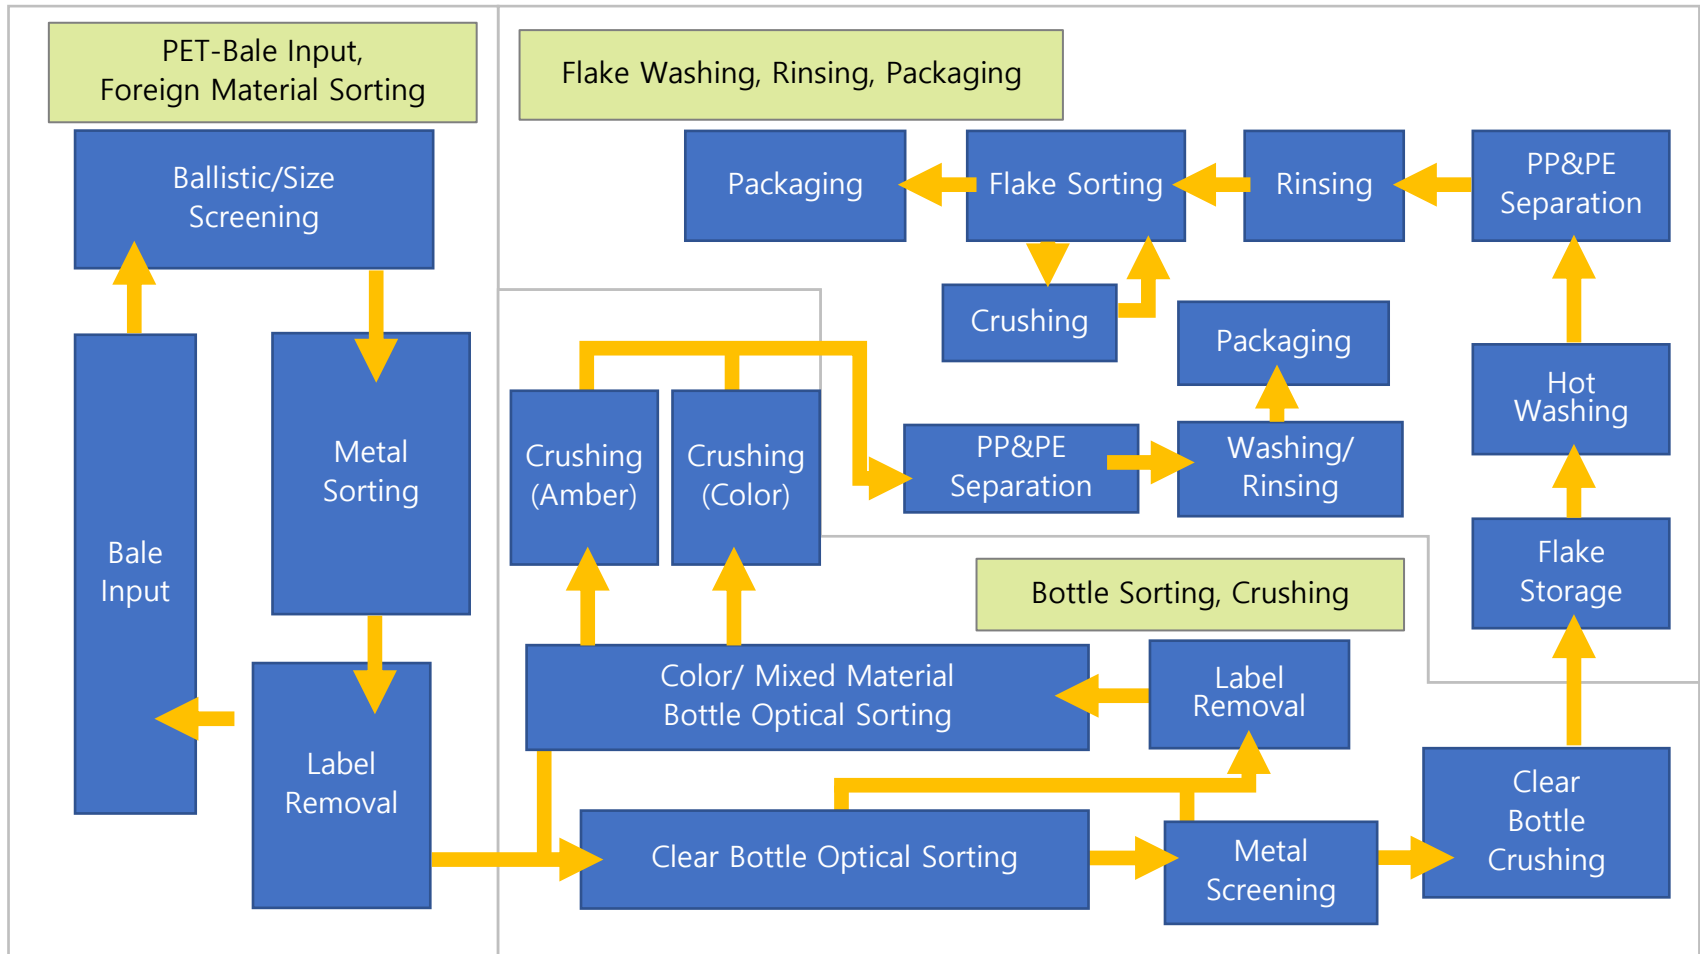 PET-Bale Input,
Foreign Material Sorting
Ballistic/Size
Screening
Metal
Sorting
Bale
Input
Label
Removal
Flake Washing, Rinsing, Packaging
Packaging
Flake Sorting
Rinsing
PP&PE
Separation
Crushing
Packaging
Hot
Washing
Crushing
(Amber)
Crushing
(Color)
PP&PE
Separation
Washing/
Rinsing
Flake
Storage
Bottle Sorting, Crushing
Color/ Mixed Material
Bottle Optical Sorting
Label
Removal
Clear Bottle Optical Sorting
Metal
Screening
Clear
Bottle
Crushing